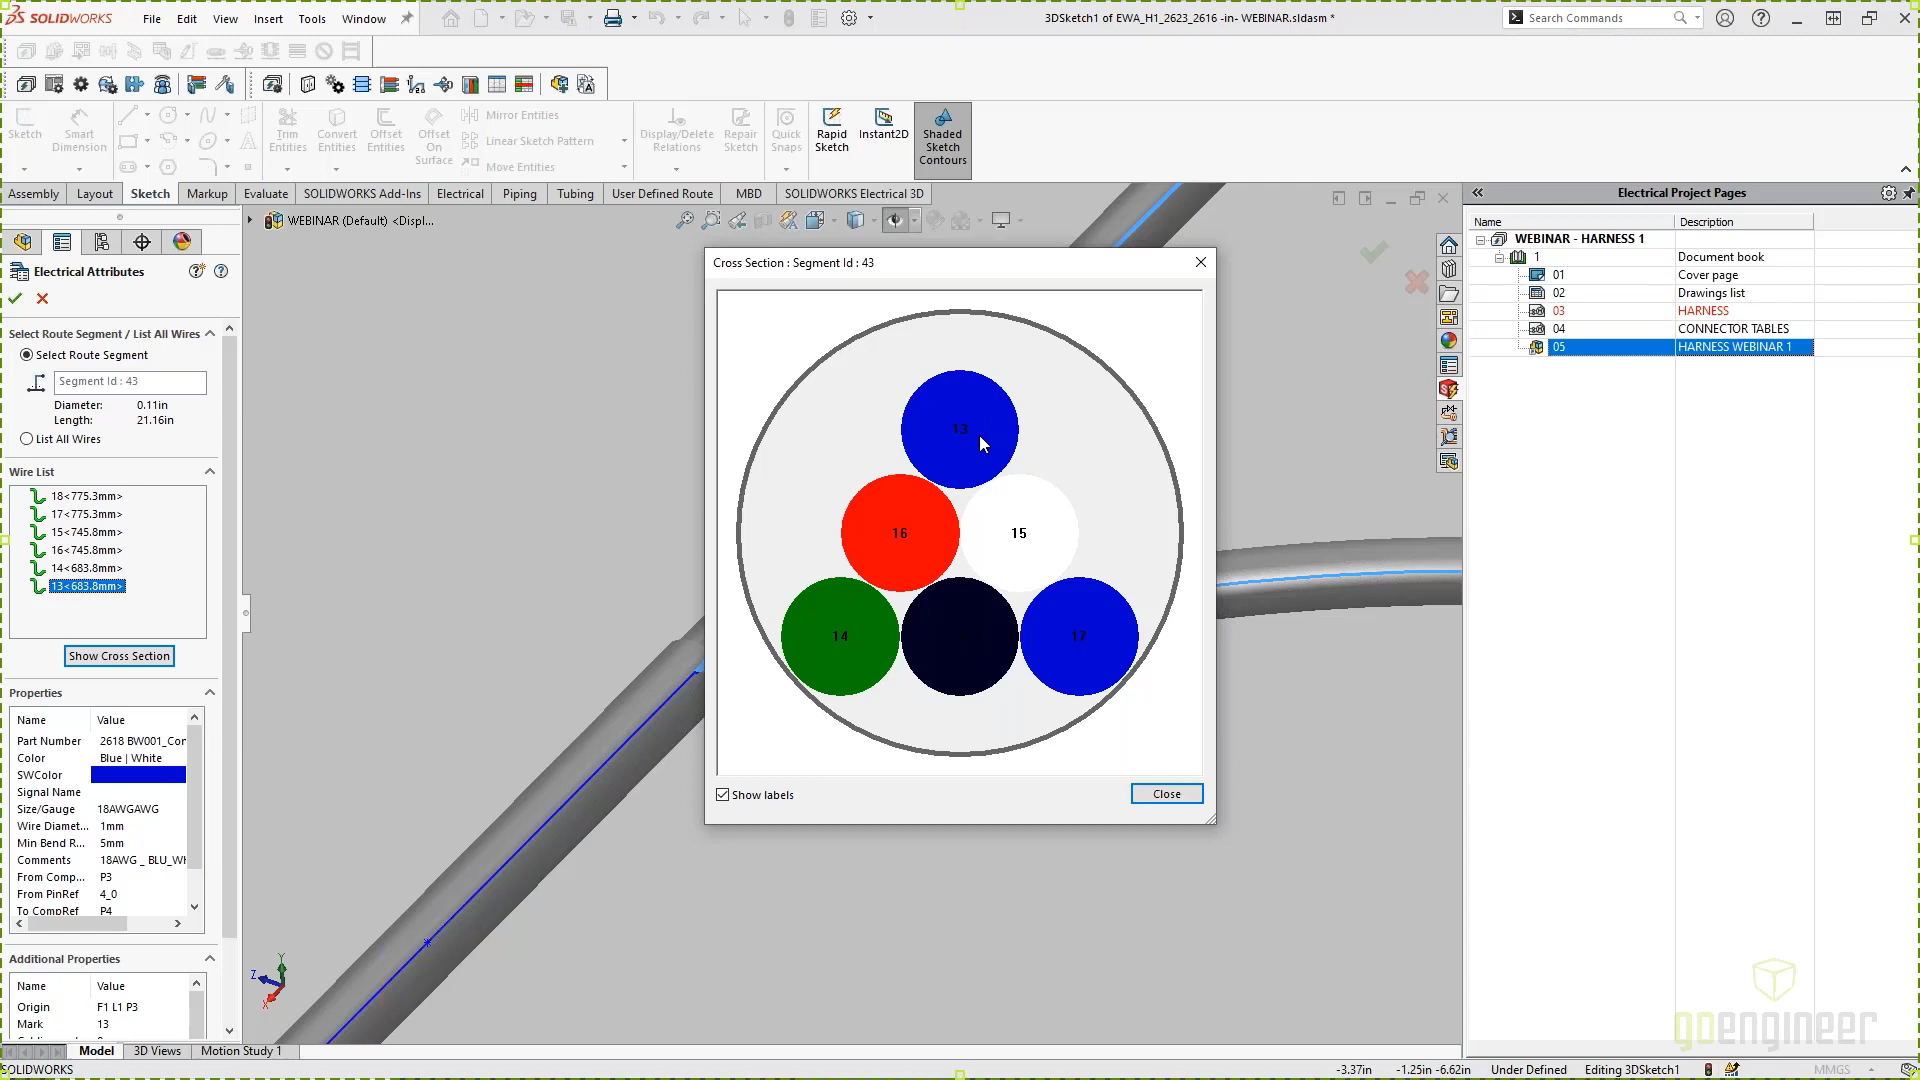 SOLIDWORKS File Edit View Insert Tools Window
3DSketch1 of EWA_H1_2623_2616 -in- WEBINAR.sldasm *
Search Commands
Sketch
Smart Dimension
Trim Entities
Convert Entities
Offset Entities
Offset On Surface
Mirror Entities
Linear Sketch Pattern
Move Entities
Display/Delete Relations
Repair Sketch
Quick Snaps
Rapid Sketch
Instant2D
Shaded Sketch Contours
Assembly Layout Sketch Markup Evaluate SOLIDWORKS Add-Ins Electrical Piping Tubing User Defined Route MBD SOLIDWORKS Electrical 3D
WEBINAR (Default) <Displ...
Electrical Attributes
Select Route Segment / List All Wires
Select Route Segment
Segment Id : 43
Diameter: 0.11in
Length: 21.16in
List All Wires
Wire List
18<775.3mm>
17<775.3mm>
15<745.8mm>
16<745.8mm>
14<683.8mm>
13<683.8mm>
Show Cross Section
Properties
Name Value
Part Number 2618 BW001_Cor
Color Blue | White
SWColor
Signal Name
Size/Gauge 18AWGAWG
Wire Diamet... 1mm
Min Bend R... 5mm
Comments 18AWG _ BLU_WH
From Comp... P3
From PinRef 4_0
To CompRef P4
Additional Properties
Name Value
Origin F1 L1 P3
Mark 13
Cross Section : Segment Id : 43
13
16 15
14 17
Show labels
Close
Z Y X
Electrical Project Pages
Name Description
WEBINAR - HARNESS 1
1 Document book
01 Cover page
02 Drawings list
03 HARNESS
04 CONNECTOR TABLES
05 HARNESS WEBINAR 1
goengineer
Model 3D Views Motion Study 1
SOLIDWORKS
-3.37in -1.25in -6.62in Under Defined Editing 3DSketch1 MMGS